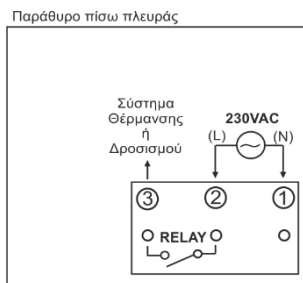 Παράθυρο πίσω πλευράς
Σύστημα
Θέρμανσης
ή
Δροσισμού
230VAC
(L) (N)
3 2 1
RELAY